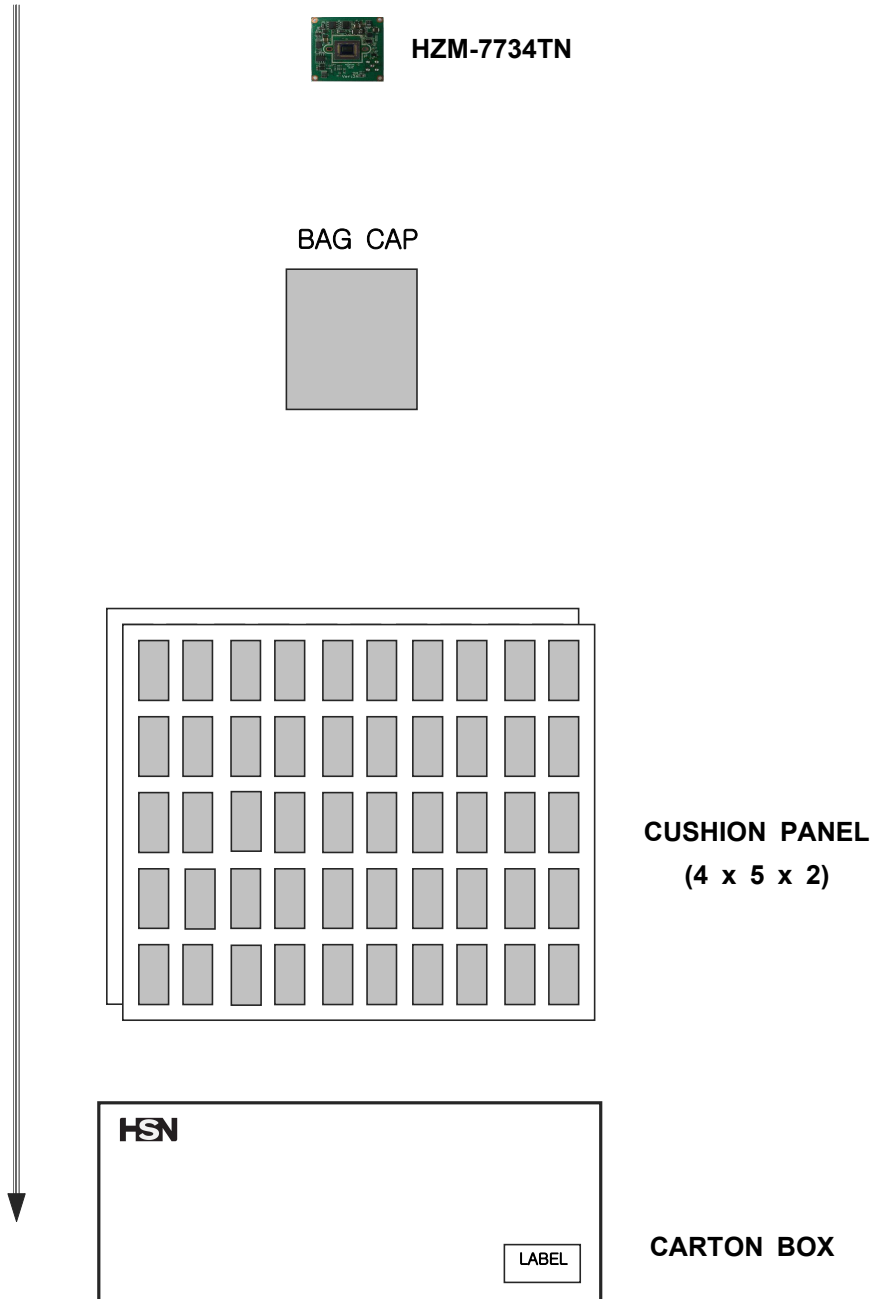 HZM-7734TN
BAG CAP
CUSHION PANEL
(4 x 5 x 2)
HSN
LABEL
CARTON BOX